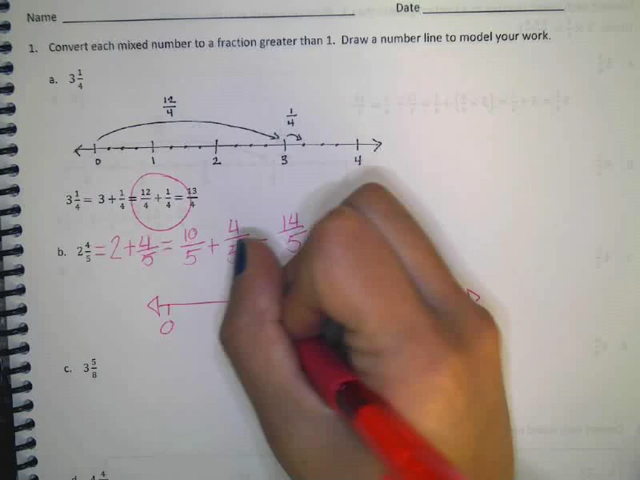 Name Date
1. Convert each mixed number to a fraction greater than 1. Draw a number line to model your work.
a. 3 1/4
12/4 1/4
0 1 2 3 4
3 1/4 = 3 + 1/4 = 12/4 + 1/4 = 13/4
b. 2 4/5 = 2 + 4/5 = 10/5 + 4/5 = 14/5
0
c. 3 5/8